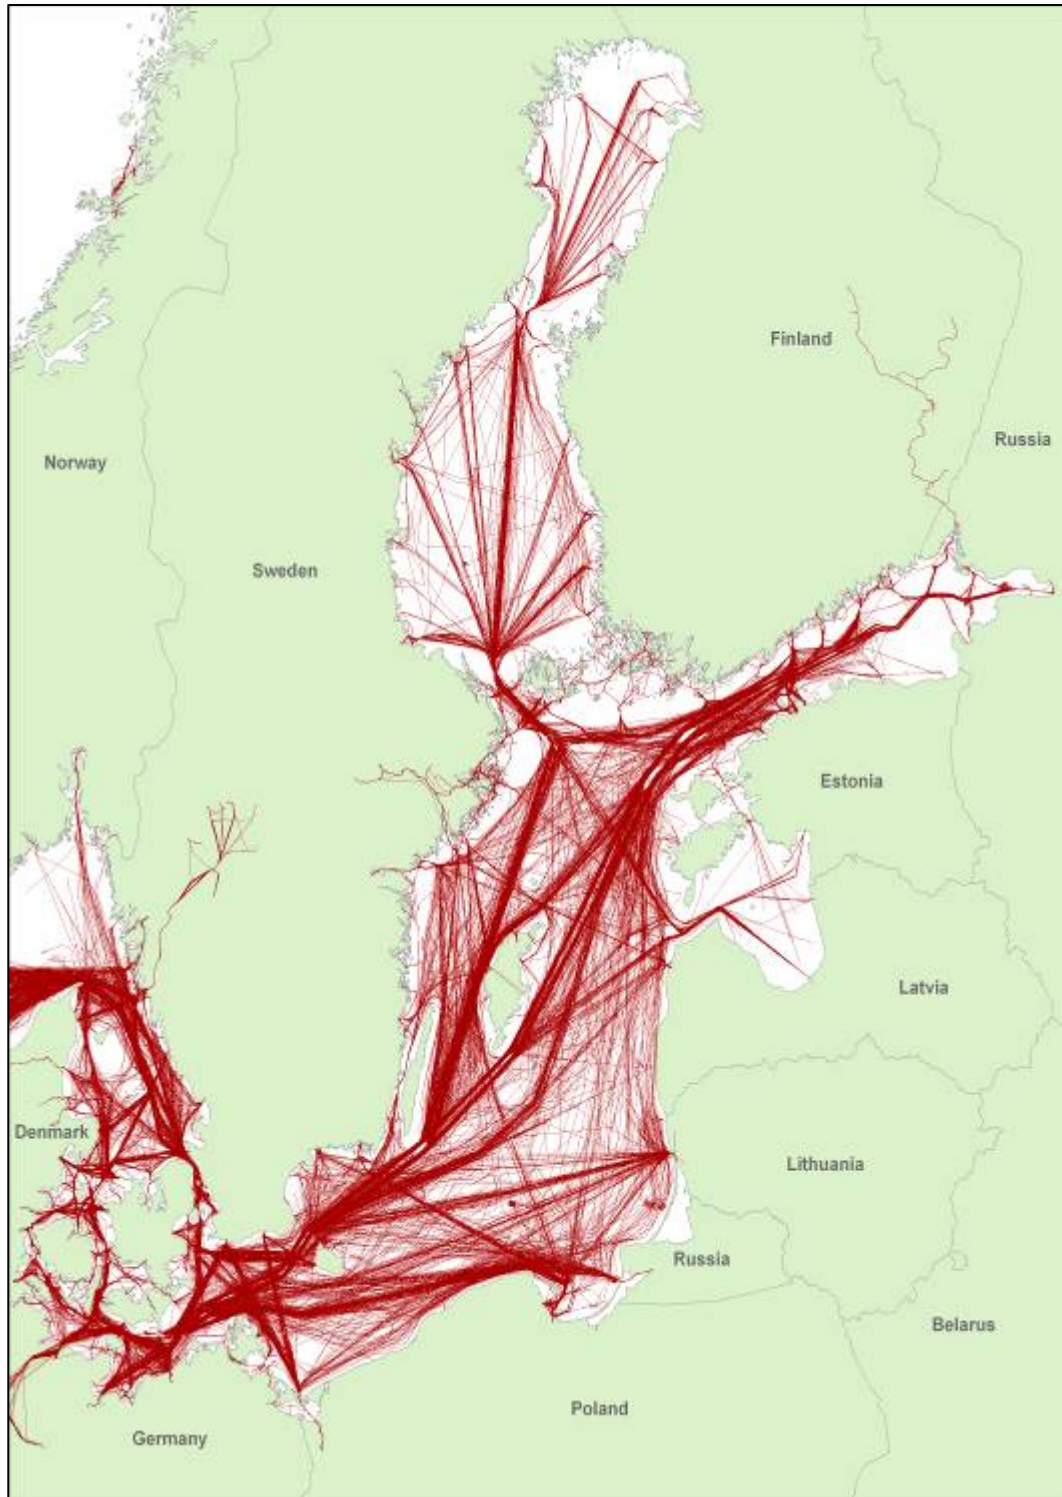 Finland
Russia
Norway
Sweden
Estonia
Latvia
Denmark
Lithuania
Russia
Belarus
Poland
Germany